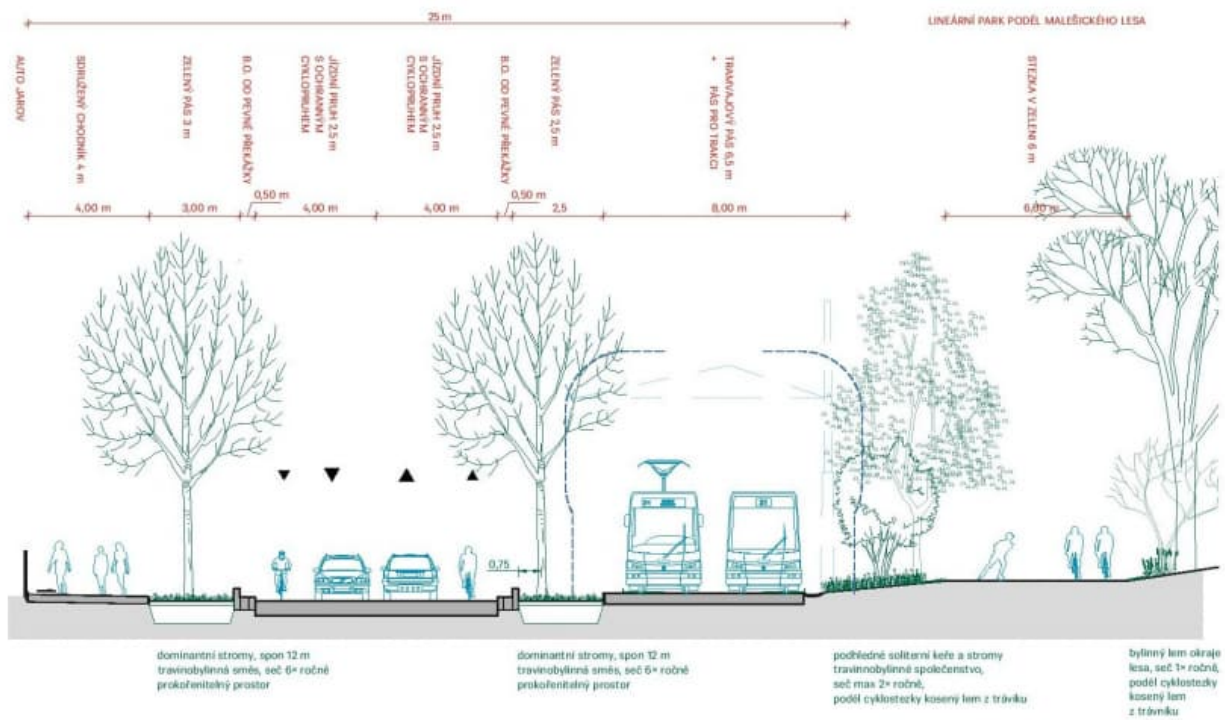 25 m
LINEÁRNÍ PARK PODÉL MALEŠICKÉHO LESA
AUTO JAROV
SDRUŽENÝ CHODNÍK 4 m
ZELENÝ PÁS 3 m
B.O. OD PEVNÉ PŘEKÁŽKY
JÍZDNÍ PRUH 2,5 m
S OCHRANNÝM
CYKLOPRUHEM
JÍZDNÍ PRUH 2,5 m
S OCHRANNÝM
CYKLOPRUHEM
B.O. OD PEVNÉ PŘEKÁŽKY
ZELENÝ PÁS 2,5 m
TRAMVAJOVÝ PÁS 6,5 m
+ PÁS PRO TRAKCI
STEZKA V ZELENI 6 m
4,00 m
3,00 m
0,50 m
4,00 m
4,00 m
0,50 m
2,5
8,00 m
6,00 m
0,75
dominantní stromy, spon 12 m
travinobylinná směs, seč 6× ročně
prokořenitelný prostor
dominantní stromy, spon 12 m
travinobylinná směs, seč 6× ročně
prokořenitelný prostor
podhledné soliterní keře a stromy
travinnobylinné společenstvo,
seč max 2× ročně,
podél cyklostezky kosený lem z trávíku
bylinný lem okraje
lesa, seč 1× ročně,
podél cyklostezky
kosený lem
z trávníku